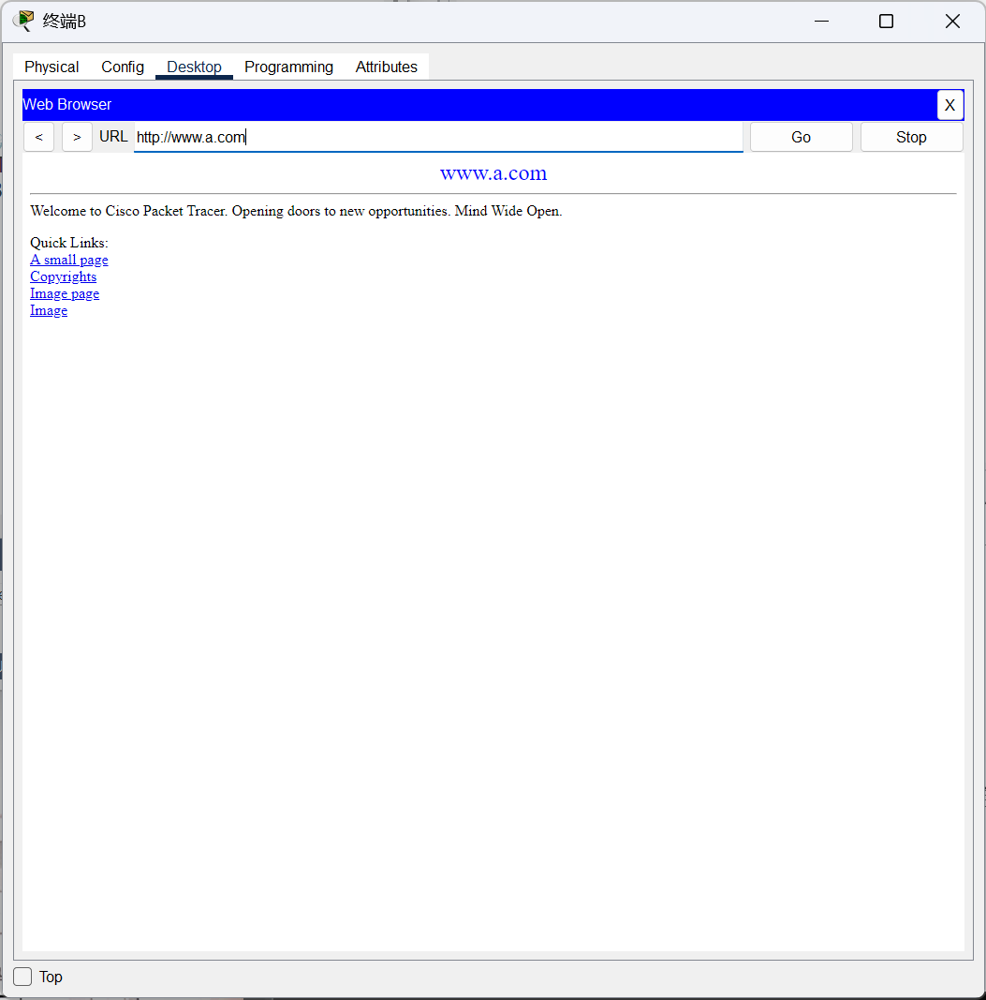 终端B
Physical Config Desktop Programming Attributes
Web Browser X
< > URL http://www.a.com Go Stop
www.a.com
Welcome to Cisco Packet Tracer. Opening doors to new opportunities. Mind Wide Open.
Quick Links:
A small page
Copyrights
Image page
Image
Top